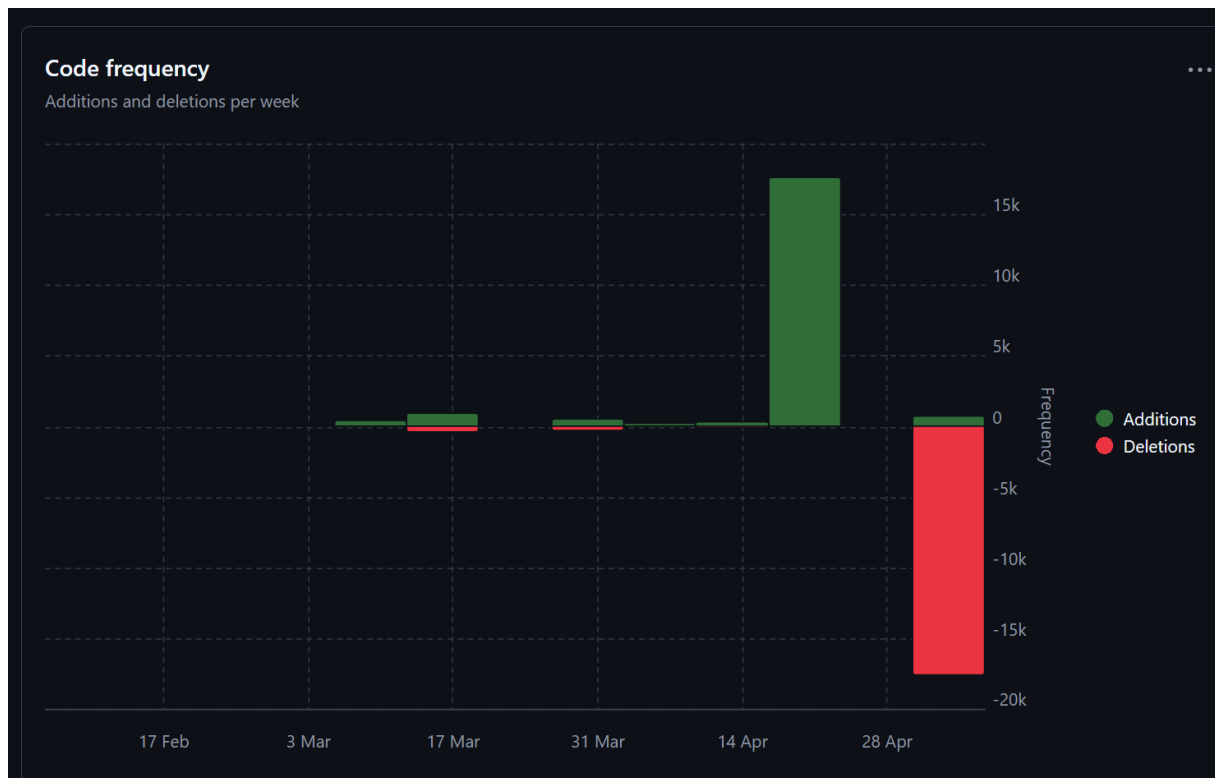 Code frequency
Additions and deletions per week
15k
10k
5k
0
-5k
-10k
-15k
-20k
Frequency
Additions
Deletions
17 Feb
3 Mar
17 Mar
31 Mar
14 Apr
28 Apr